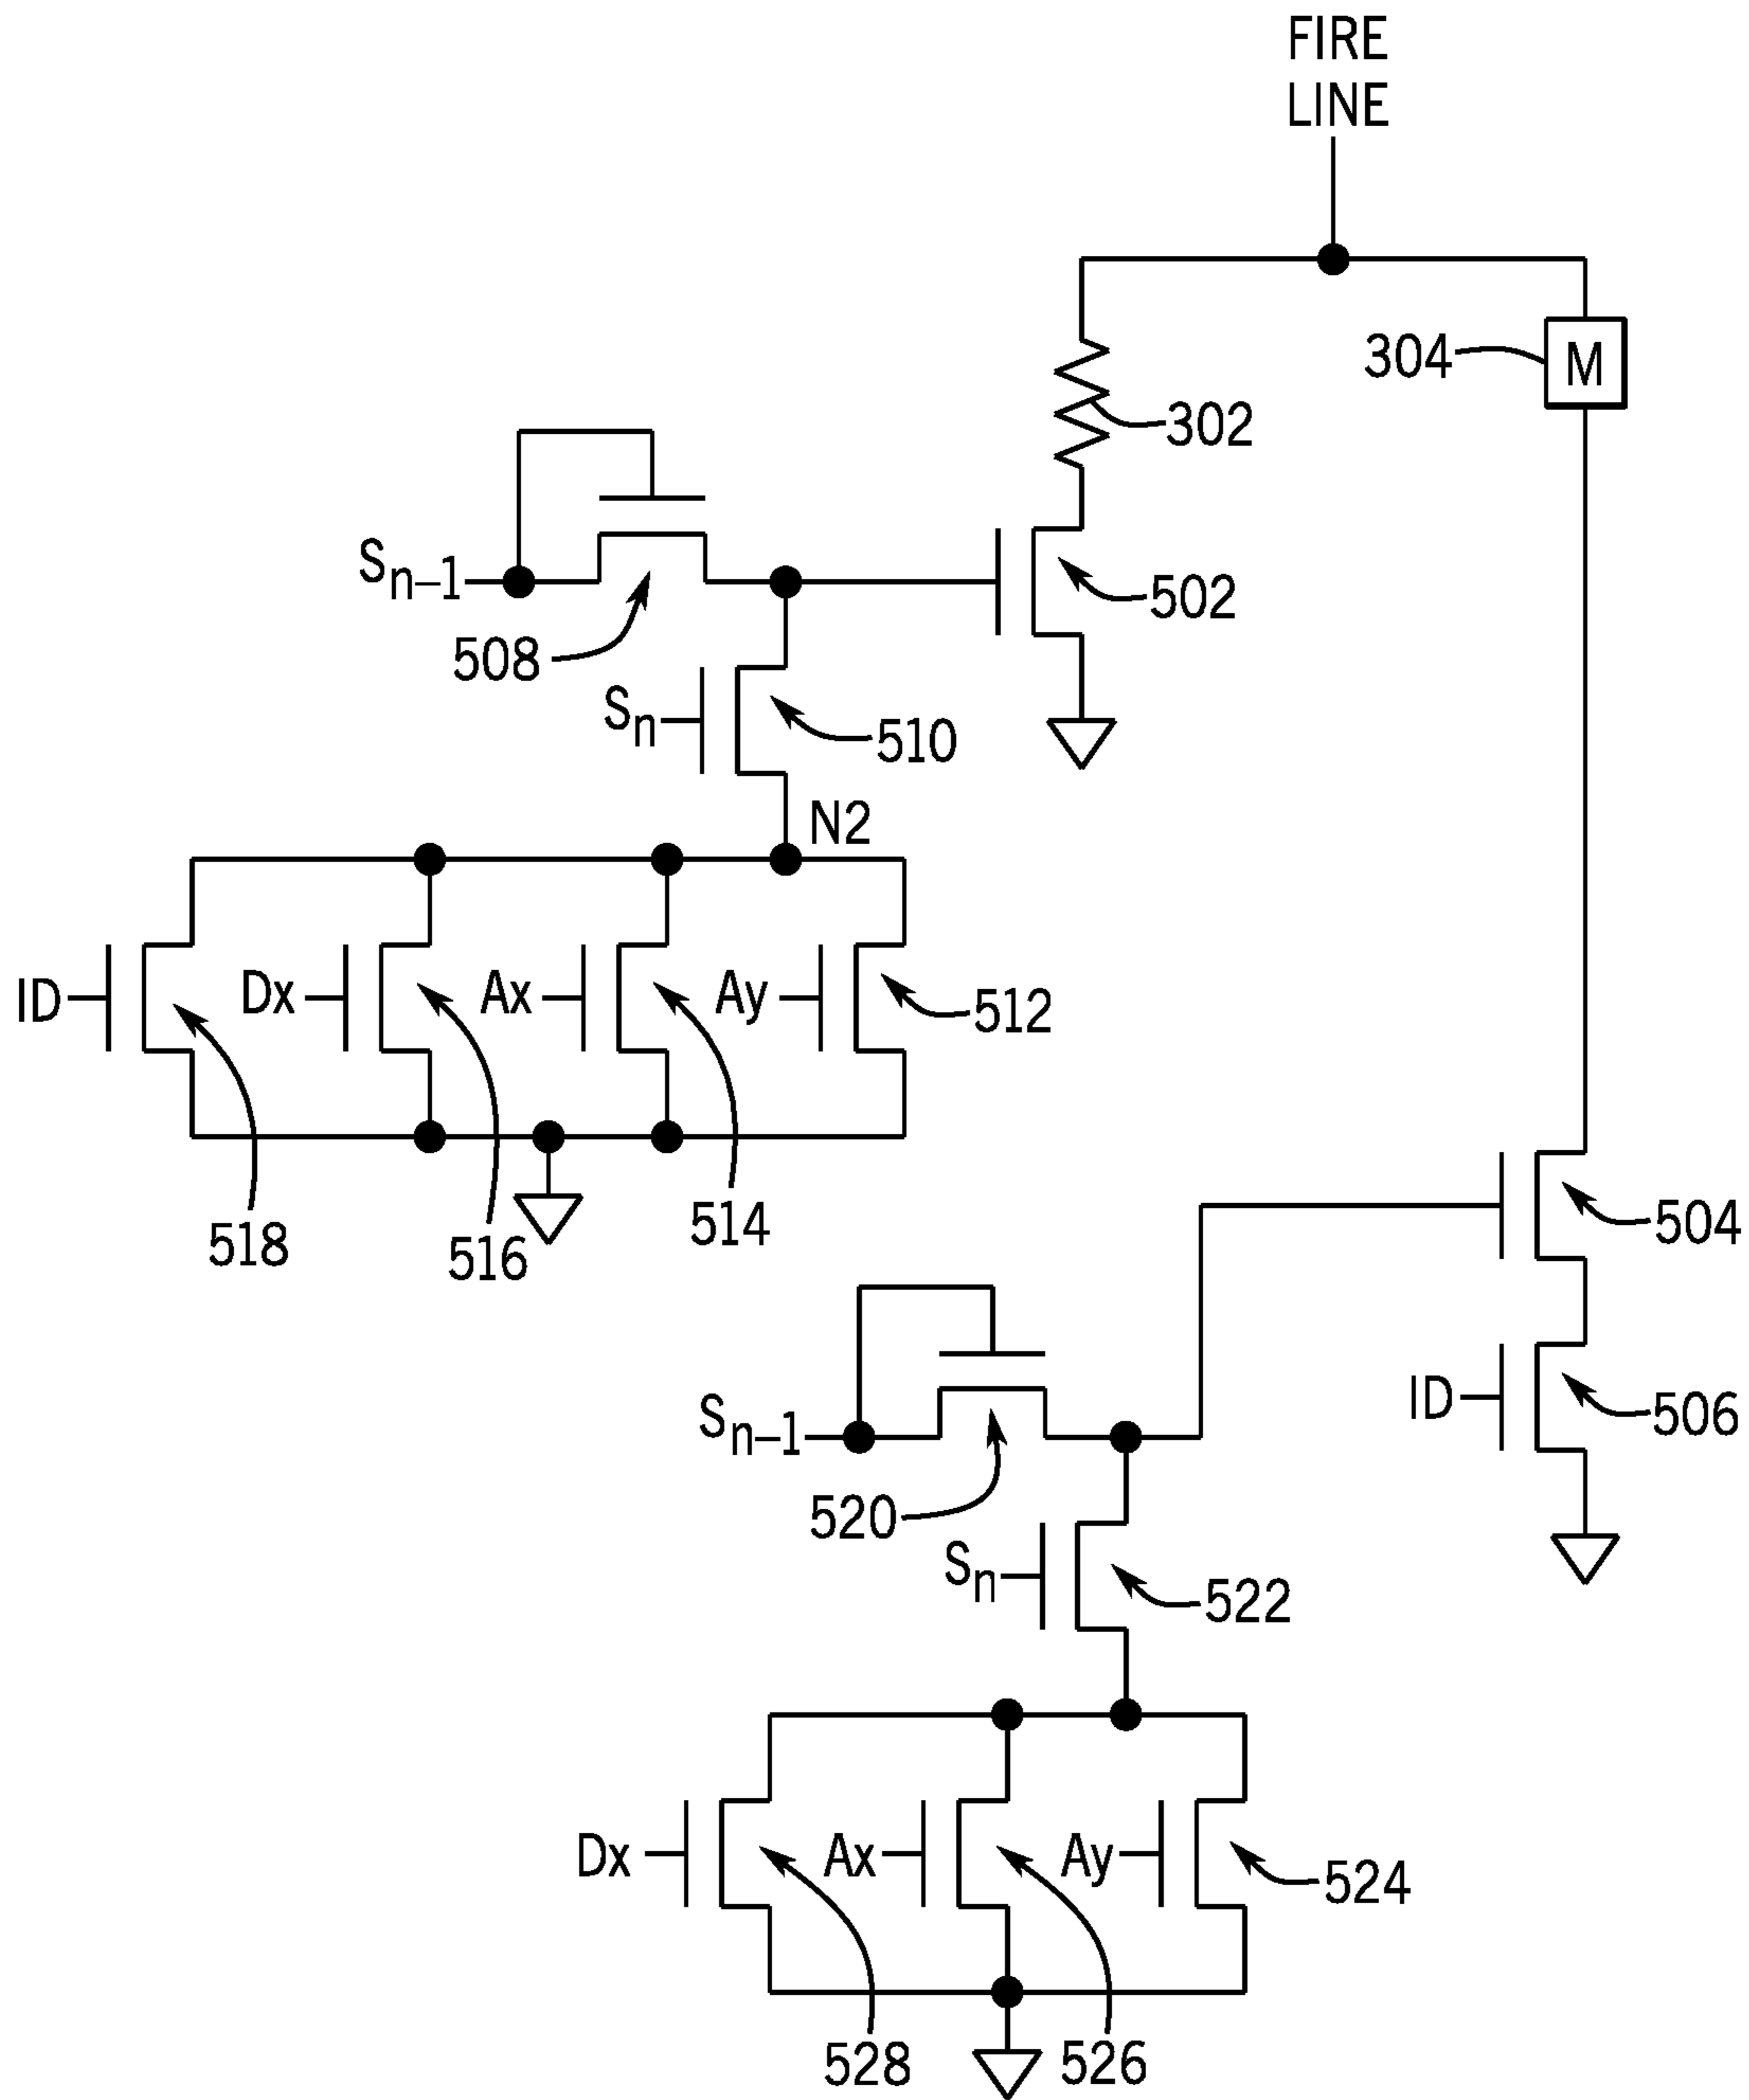 FIRE
LINE
304
M
302
Sn–1
502
508
Sn
510
N2
ID
Dx
Ax
Ay
512
518
516
514
504
Sn–1
ID
506
520
Sn
522
Dx
Ax
Ay
524
528
526